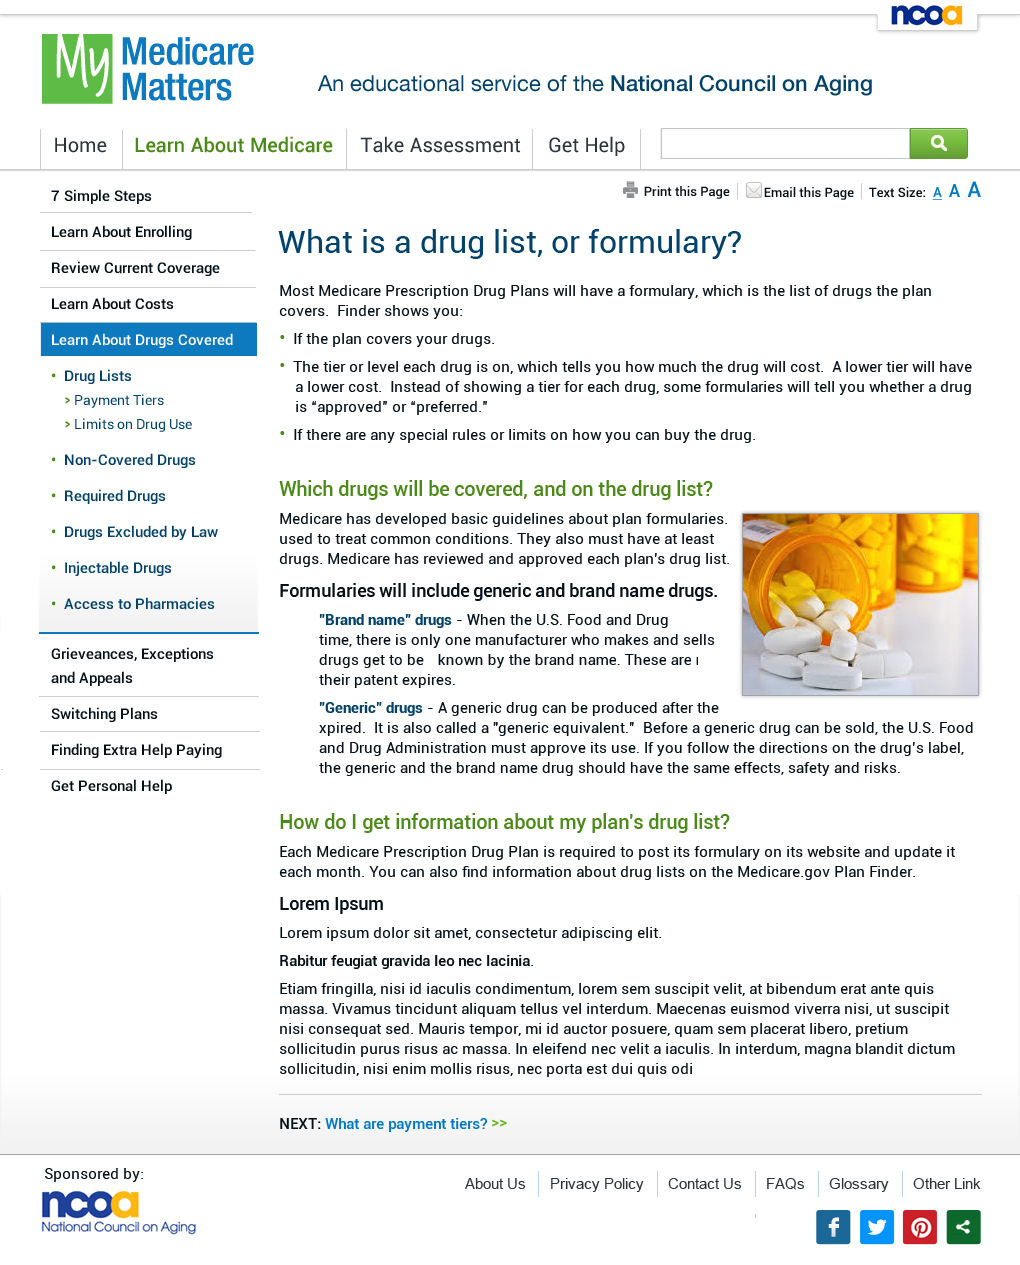 ncoa
My Medicare
Matters
An educational service of the National Council on Aging
Home
Learn About Medicare
Take Assessment
Get Help
Print this Page
Email this Page
Text Size: A A A
7 Simple Steps
Learn About Enrolling
Review Current Coverage
Learn About Costs
Learn About Drugs Covered
• Drug Lists
> Payment Tiers
> Limits on Drug Use
• Non-Covered Drugs
• Required Drugs
• Drugs Excluded by Law
• Injectable Drugs
• Access to Pharmacies
Grieveances, Exceptions
and Appeals
Switching Plans
Finding Extra Help Paying
Get Personal Help
What is a drug list, or formulary?
Most Medicare Prescription Drug Plans will have a formulary, which is the list of drugs the plan
covers.  Finder shows you:
• If the plan covers your drugs.
• The tier or level each drug is on, which tells you how much the drug will cost.  A lower tier will have
a lower cost.  Instead of showing a tier for each drug, some formularies will tell you whether a drug
is “approved” or “preferred.”
• If there are any special rules or limits on how you can buy the drug.
Which drugs will be covered, and on the drug list?
Medicare has developed basic guidelines about plan formularies.
used to treat common conditions. They also must have at least
drugs. Medicare has reviewed and approved each plan's drug list.
Formularies will include generic and brand name drugs.
"Brand name" drugs - When the U.S. Food and Drug
time, there is only one manufacturer who makes and sells
drugs get to be   known by the brand name. These are
their patent expires.
"Generic" drugs - A generic drug can be produced after the
xpired.  It is also called a "generic equivalent."  Before a generic drug can be sold, the U.S. Food
and Drug Administration must approve its use. If you follow the directions on the drug's label,
the generic and the brand name drug should have the same effects, safety and risks.
How do I get information about my plan's drug list?
Each Medicare Prescription Drug Plan is required to post its formulary on its website and update it
each month. You can also find information about drug lists on the Medicare.gov Plan Finder.
Lorem Ipsum
Lorem ipsum dolor sit amet, consectetur adipiscing elit.
Rabitur feugiat gravida leo nec lacinia.
Etiam fringilla, nisi id iaculis condimentum, lorem sem suscipit velit, at bibendum erat ante quis
massa. Vivamus tincidunt aliquam tellus vel interdum. Maecenas euismod viverra nisi, ut suscipit
nisi consequat sed. Mauris tempor, mi id auctor posuere, quam sem placerat libero, pretium
sollicitudin purus risus ac massa. In eleifend nec velit a iaculis. In interdum, magna blandit dictum
sollicitudin, nisi enim mollis risus, nec porta est dui quis odi
NEXT: What are payment tiers? >>
Sponsored by:
ncoa
National Council on Aging
About Us
Privacy Policy
Contact Us
FAQs
Glossary
Other Link